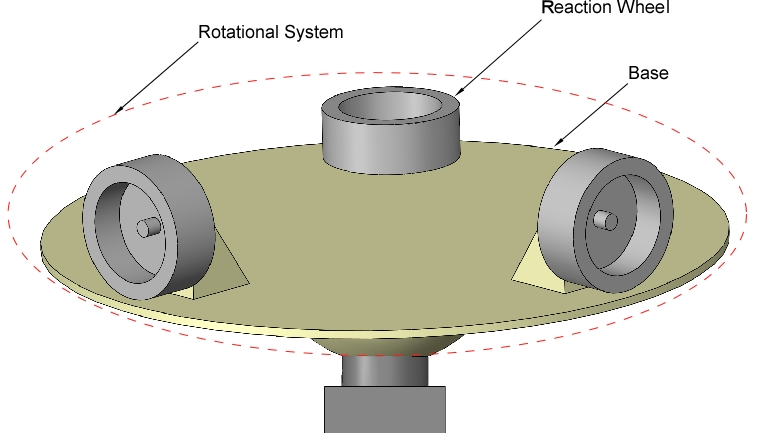 Reaction Wheel
Rotational System
Base